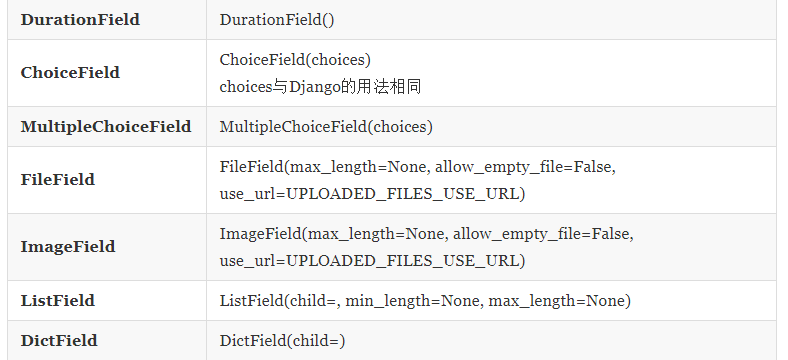 DurationField DurationField()
ChoiceField ChoiceField(choices)
choices与Django的用法相同
MultipleChoiceField MultipleChoiceField(choices)
FileField FileField(max_length=None, allow_empty_file=False,
use_url=UPLOADED_FILES_USE_URL)
ImageField ImageField(max_length=None, allow_empty_file=False,
use_url=UPLOADED_FILES_USE_URL)
ListField ListField(child=, min_length=None, max_length=None)
DictField DictField(child=)